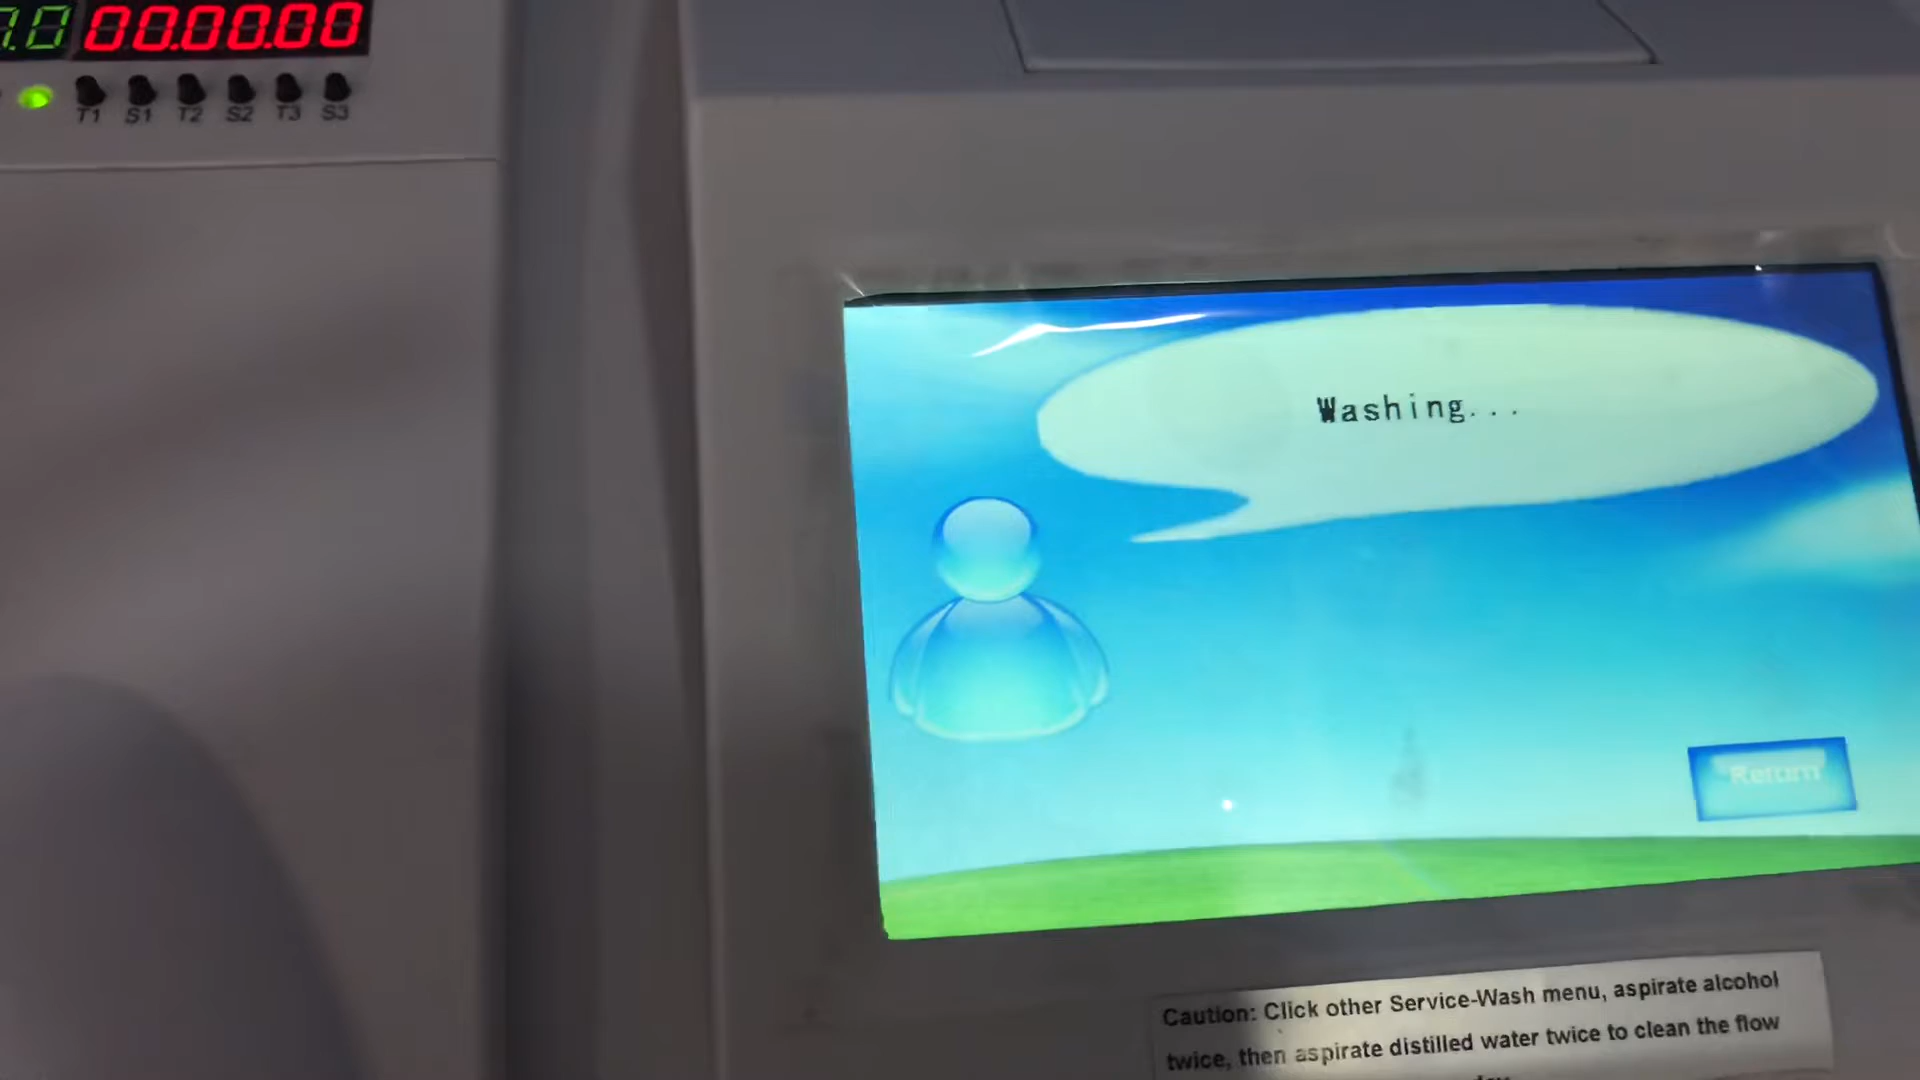 .0 00.00.00
T1 S1 T2 S2 T3 S3
Washing...
Return
Caution: Click other Service-Wash menu, aspirate alcohol
twice, then aspirate distilled water twice to clean the flow